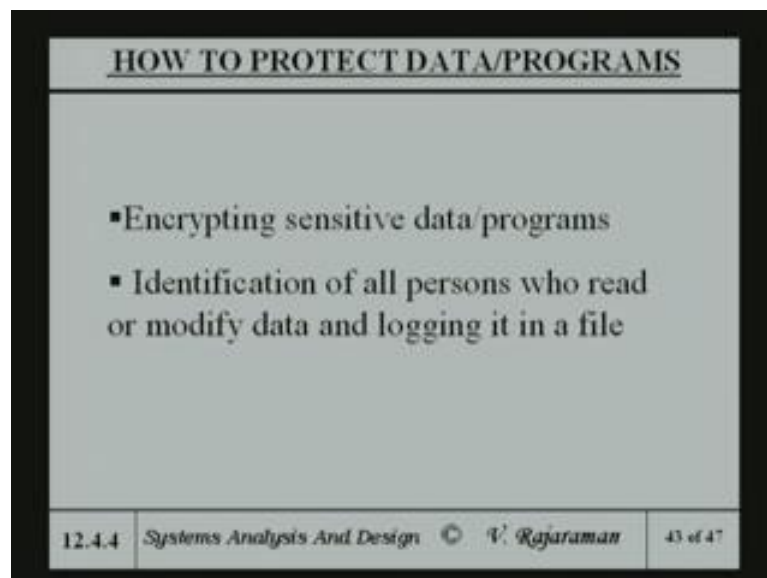 HOW TO PROTECT DATA/PROGRAMS
▪Encrypting sensitive data/programs
▪ Identification of all persons who read
or modify data and logging it in a file
12.4.4 Systems Analysis And Design © V. Rajaraman 43 of 47